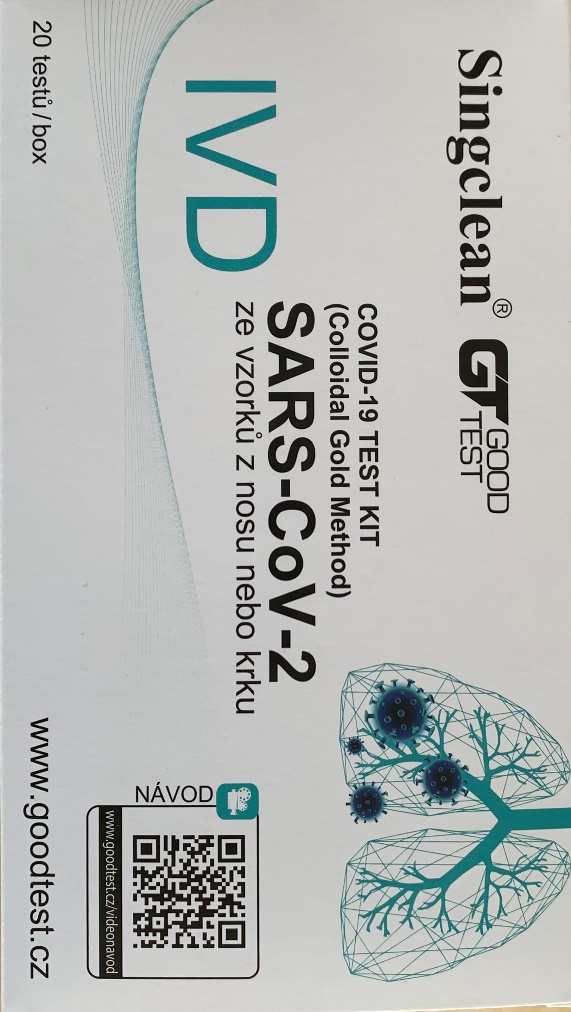 Singclean® GT GOOD
TEST
COVID-19 TEST KIT
(Colloidal Gold Method)
IVD SARS-CoV-2
ze vzorků z nosu nebo krku
NÁVOD
www.goodtest.cz/videonavod
20 testů / box
www.goodtest.cz